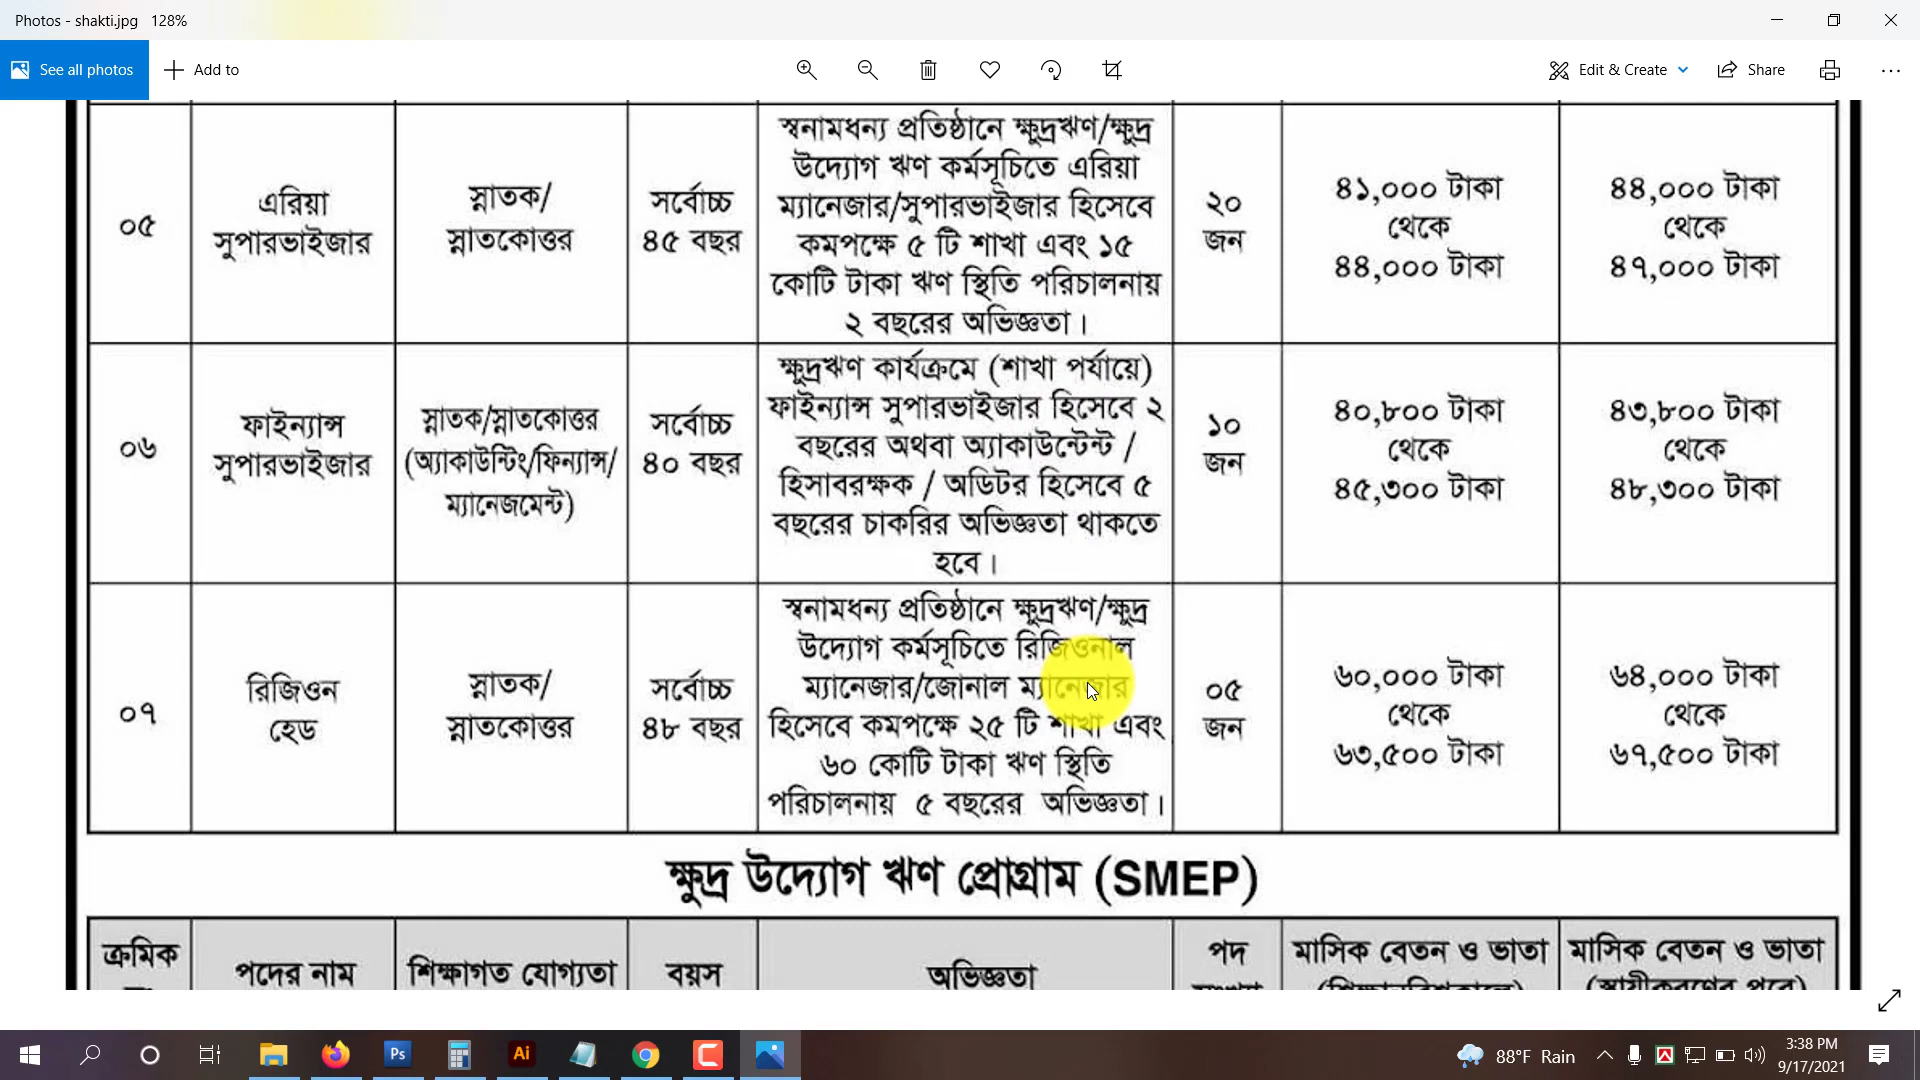 Photos - shakti.jpg 128%
See all photos
Add to
Edit & Create
Share
০৫
এরিয়া
সুপারভাইজার
স্নাতক/
স্নাতকোত্তর
সর্বোচ্চ
৪৫ বছর
স্বনামধন্য প্রতিষ্ঠানে ক্ষুদ্রঋণ/ক্ষুদ্র
উদ্যোগ ঋণ কর্মসূচিতে এরিয়া
ম্যানেজার/সুপারভাইজার হিসেবে
কমপক্ষে ৫ টি শাখা এবং ১৫
কোটি টাকা ঋণ স্থিতি পরিচালনায়
২ বছরের অভিজ্ঞতা।
২০
জন
৪১,০০০ টাকা
থেকে
৪৪,০০০ টাকা
৪৪,০০০ টাকা
থেকে
৪৭,০০০ টাকা
০৬
ফাইন্যান্স
সুপারভাইজার
স্নাতক/স্নাতকোত্তর
(অ্যাকাউন্টিং/ফিন্যান্স/
ম্যানেজমেন্ট)
সর্বোচ্চ
৪০ বছর
ক্ষুদ্রঋণ কার্যক্রমে (শাখা পর্যায়ে)
ফাইন্যান্স সুপারভাইজার হিসেবে ২
বছরের অথবা অ্যাকাউন্টেন্ট /
হিসাবরক্ষক / অডিটর হিসেবে ৫
বছরের চাকরির অভিজ্ঞতা থাকতে
হবে।
১০
জন
৪০,৮০০ টাকা
থেকে
৪৫,৩০০ টাকা
৪৩,৮০০ টাকা
থেকে
৪৮,৩০০ টাকা
০৭
রিজিওন
হেড
স্নাতক/
স্নাতকোত্তর
সর্বোচ্চ
৪৮ বছর
স্বনামধন্য প্রতিষ্ঠানে ক্ষুদ্রঋণ/ক্ষুদ্র
উদ্যোগ কর্মসূচিতে রিজিওনাল
ম্যানেজার/জোনাল ম্যানেজার
হিসেবে কমপক্ষে ২৫ টি শাখা এবং
৬০ কোটি টাকা ঋণ স্থিতি
পরিচালনায় ৫ বছরের অভিজ্ঞতা।
০৫
জন
৬০,০০০ টাকা
থেকে
৬৩,৫০০ টাকা
৬৪,০০০ টাকা
থেকে
৬৭,৫০০ টাকা
ক্ষুদ্র উদ্যোগ ঋণ প্রোগ্রাম (SMEP)
ক্রমিক
পদের নাম
শিক্ষাগত যোগ্যতা
বয়স
অভিজ্ঞতা
পদ
মাসিক বেতন ও ভাতা
মাসিক বেতন ও ভাতা
Ps
Ai
88°F Rain
3:38 PM
9/17/2021